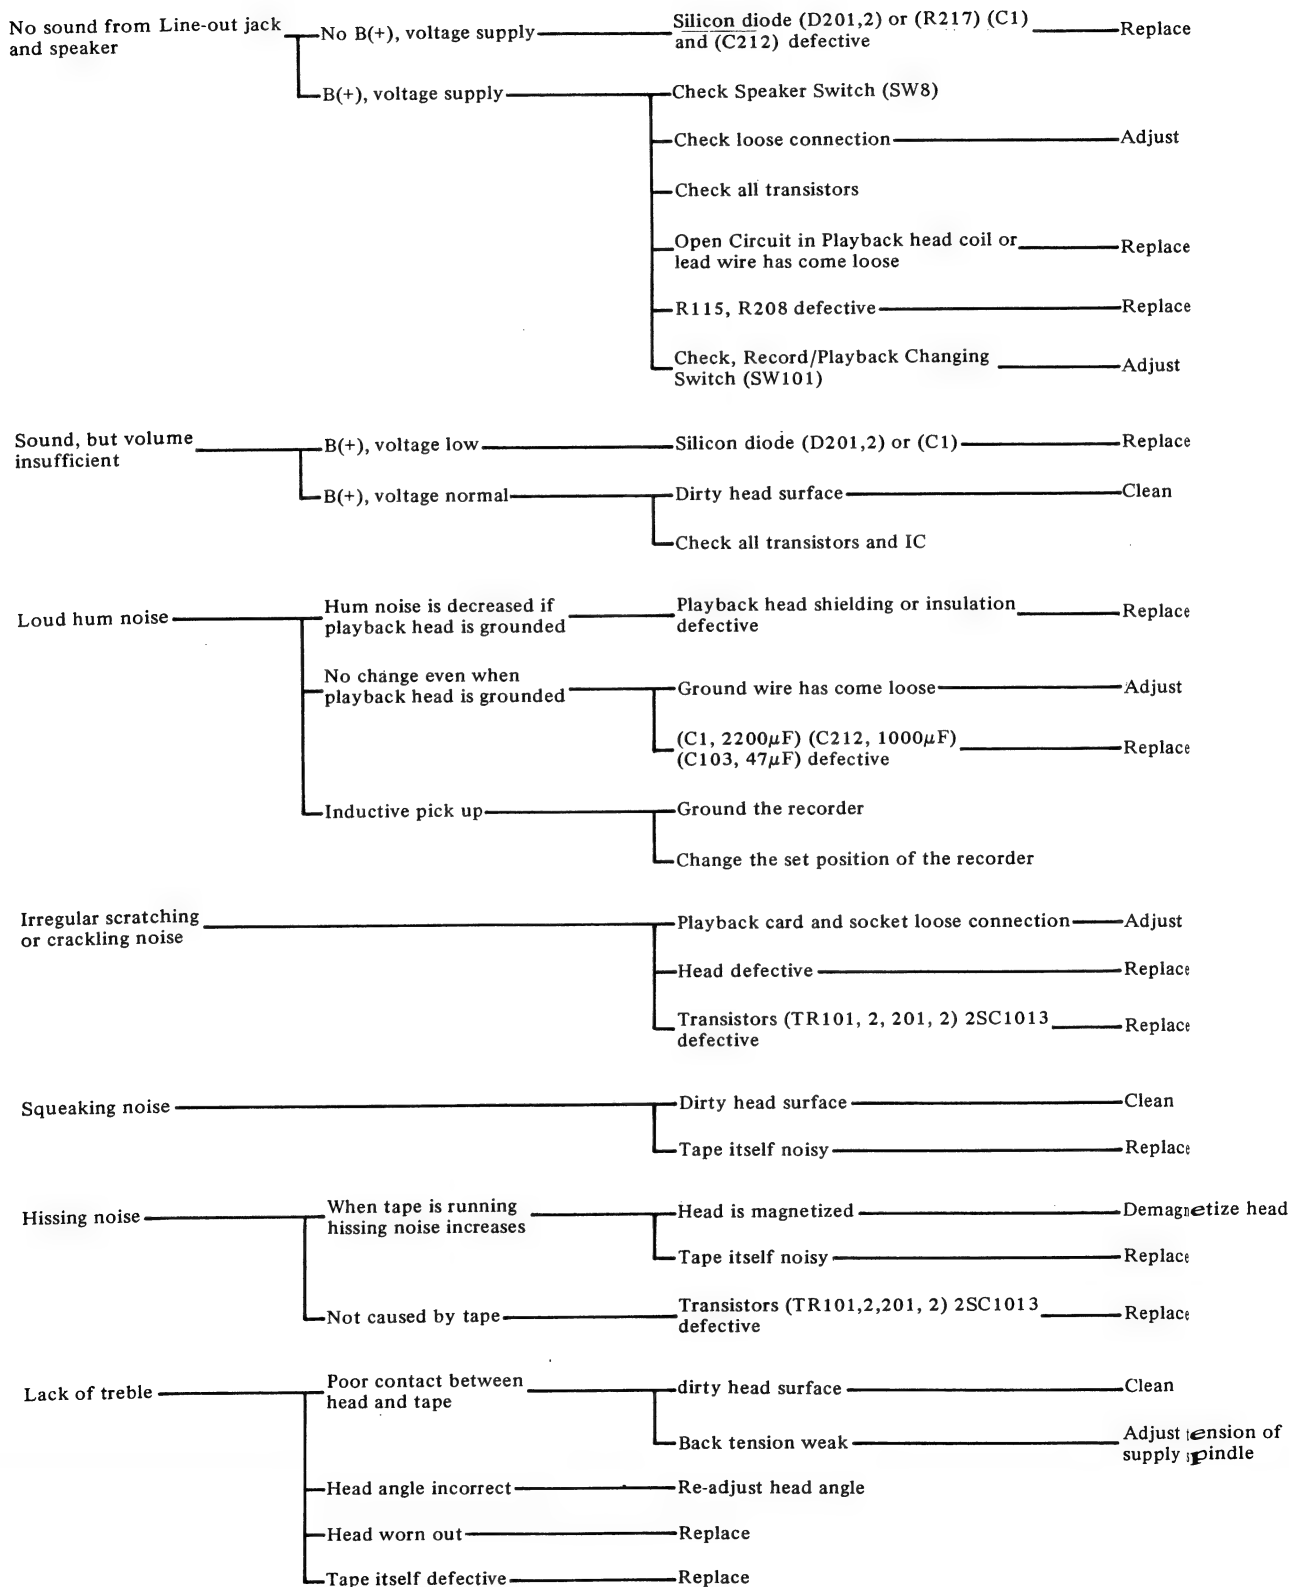 No sound from Line-out jack
and speaker
No B(+), voltage supply
Silicon diode (D201,2) or (R217) (C1)
and (C212) defective
Replace
B(+), voltage supply
Check Speaker Switch (SW8)
Check loose connection
Adjust
Check all transistors
Open Circuit in Playback head coil or
lead wire has come loose
Replace
R115, R208 defective
Replace
Check, Record/Playback Changing
Switch (SW101)
Adjust
Sound, but volume
insufficient
B(+), voltage low
Silicon diode (D201,2) or (C1)
Replace
B(+), voltage normal
Dirty head surface
Clean
Check all transistors and IC
Loud hum noise
Hum noise is decreased if
playback head is grounded
Playback head shielding or insulation
defective
Replace
No change even when
playback head is grounded
Ground wire has come loose
Adjust
(C1, 2200μF) (C212, 1000μF)
(C103, 47μF) defective
Replace
Inductive pick up
Ground the recorder
Change the set position of the recorder
Irregular scratching
or crackling noise
Playback card and socket loose connection
Adjust
Head defective
Replace
Transistors (TR101, 2, 201, 2) 2SC1013
defective
Replace
Squeaking noise
Dirty head surface
Clean
Tape itself noisy
Replace
Hissing noise
When tape is running
hissing noise increases
Head is magnetized
Demagnetize head
Tape itself noisy
Replace
Not caused by tape
Transistors (TR101,2,201, 2) 2SC1013
defective
Replace
Lack of treble
Poor contact between
head and tape
dirty head surface
Clean
Back tension weak
Adjust tension of
supply spindle
Head angle incorrect
Re-adjust head angle
Head worn out
Replace
Tape itself defective
Replace